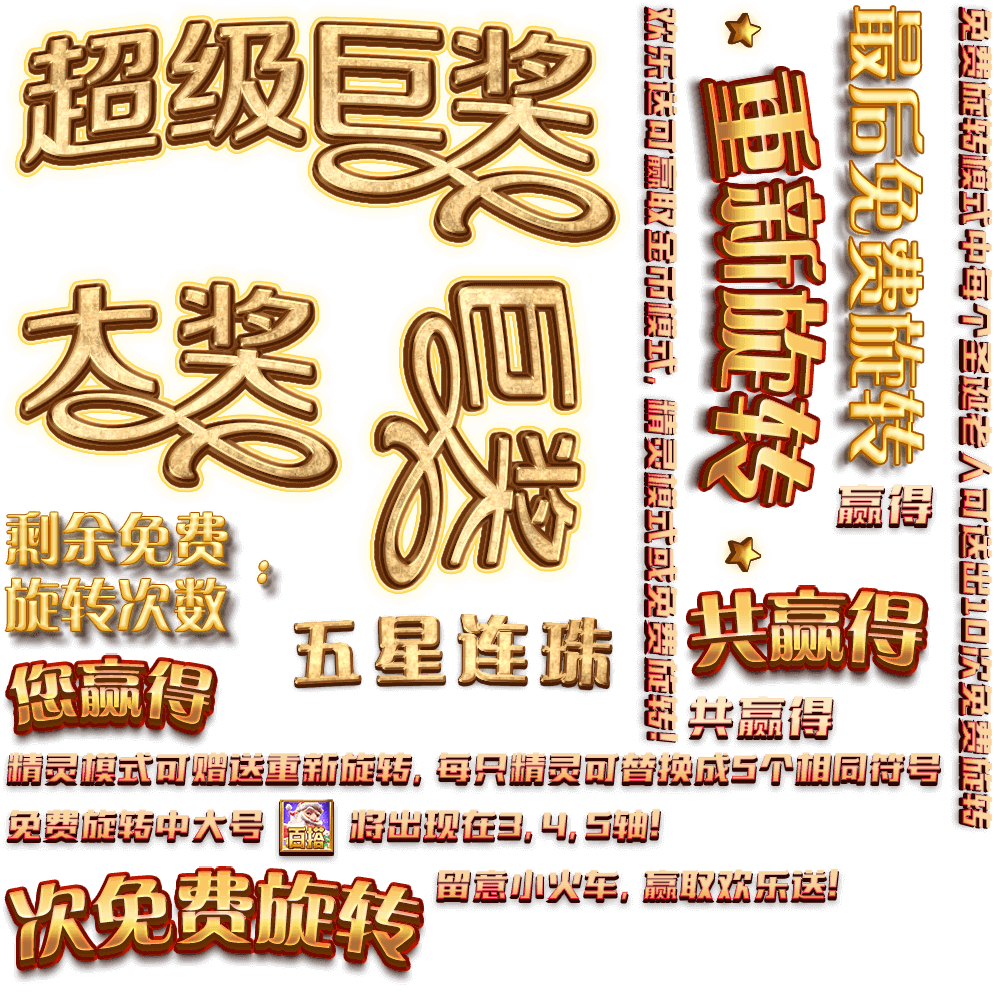 超级巨奖
大奖
巨奖
剩余免费
旋转次数
:
您赢得
五星连珠
欢乐送可赢取金币模式, 精灵模式或免费旋转!
重新旋转
最后免费旋转
免费旋转模式中每个圣诞老人可送出10次免费旋转
赢得
共赢得
共赢得
精灵模式可赠送重新旋转, 每只精灵可替换成5个相同符号
免费旋转中大号 百搭 将出现在3,4,5轴!
次免费旋转
留意小火车, 赢取欢乐送!